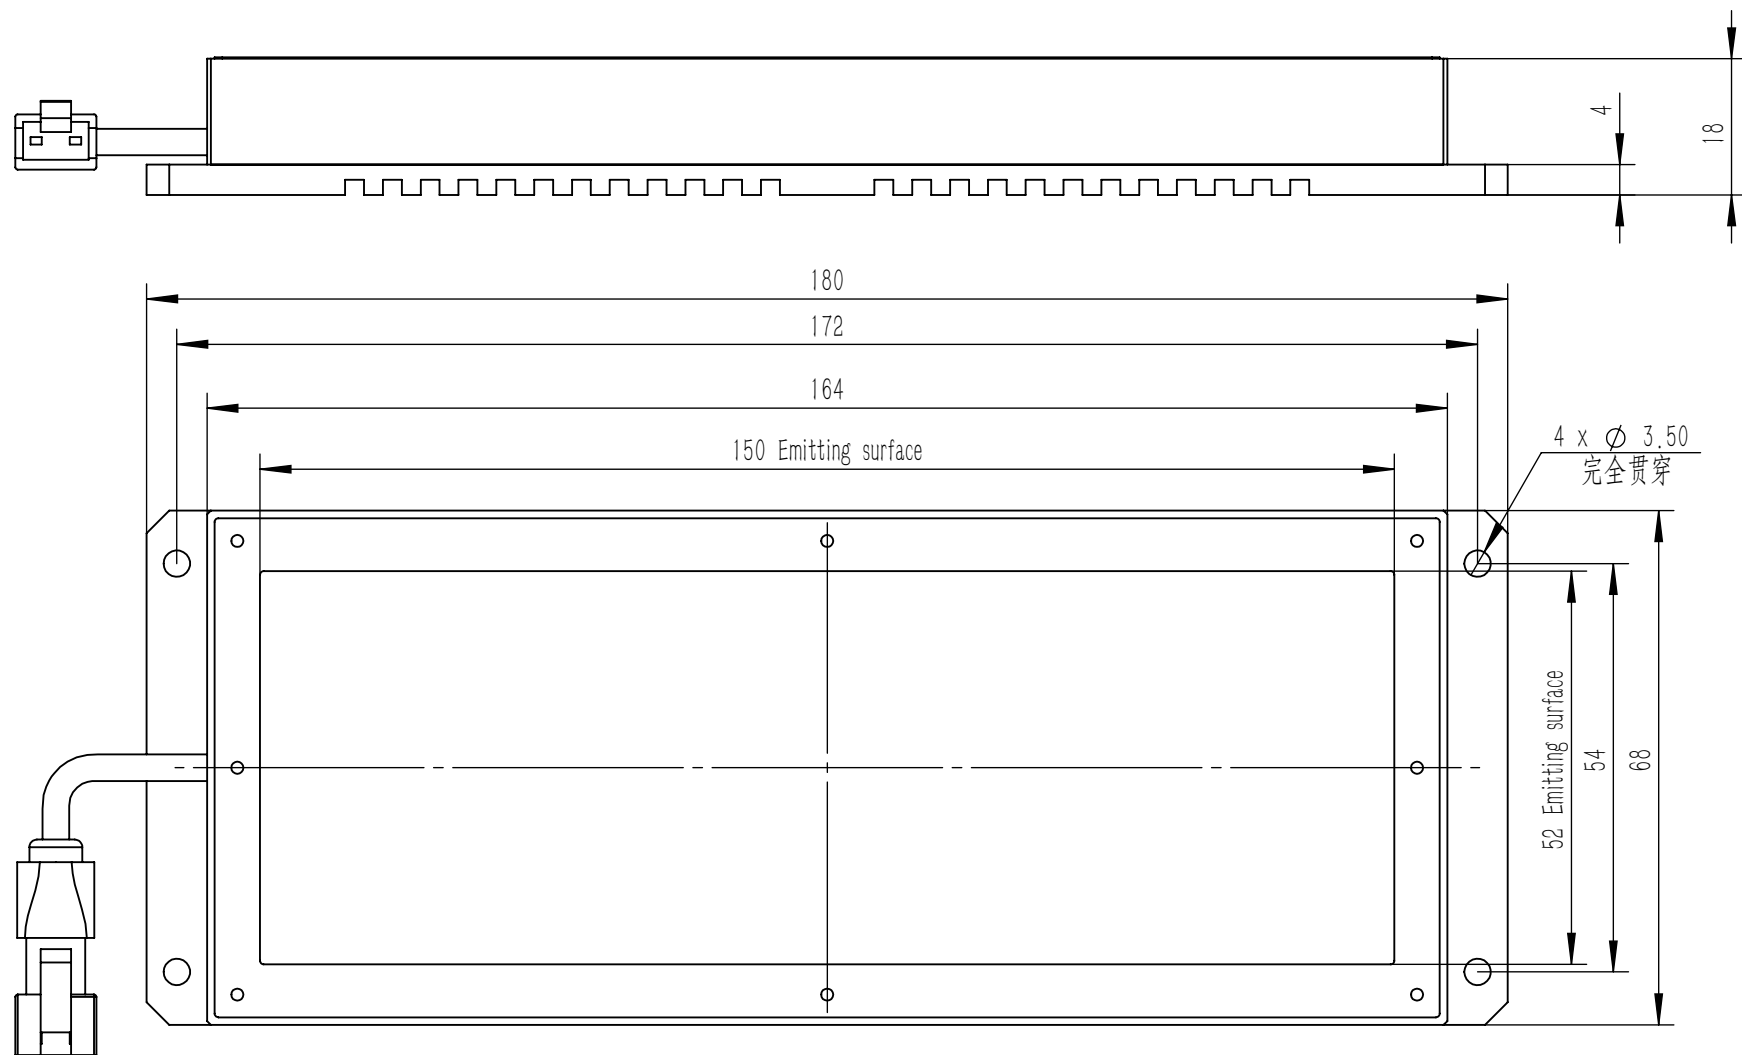 4
18
180
172
164
150 Emitting surface
4 x ∅ 3.50
完全贯穿
52 Emitting surface
54
68